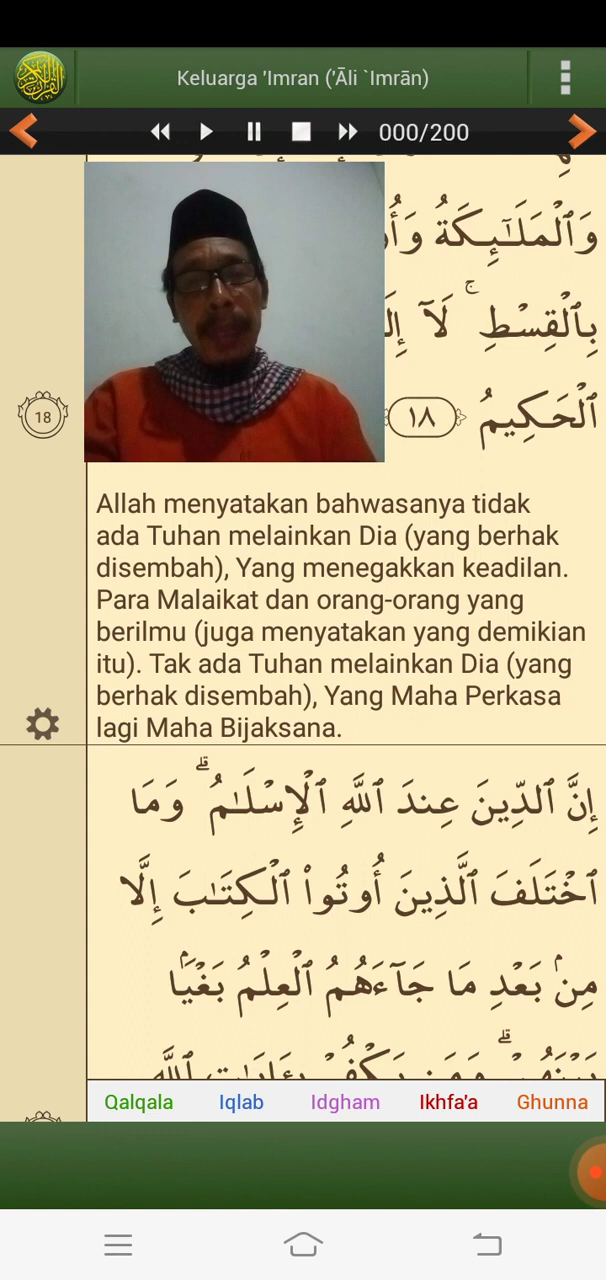 Keluarga 'Imran ('Āli `Imrān)
000/200
وَٱلْمَلَـٰٓئِكَةُ
بِٱلْقِسْطِ ۚ لَآ
18
ٱلْحَكِيمُ ١٨
Allah menyatakan bahwasanya tidak
ada Tuhan melainkan Dia (yang berhak
disembah), Yang menegakkan keadilan.
Para Malaikat dan orang-orang yang
berilmu (juga menyatakan yang demikian
itu). Tak ada Tuhan melainkan Dia (yang
berhak disembah), Yang Maha Perkasa
lagi Maha Bijaksana.
إِنَّ ٱلدِّينَ عِندَ ٱللَّهِ ٱلْإِسْلَـٰمُ ۗ وَمَا
ٱخْتَلَفَ ٱلَّذِينَ أُوتُوا۟ ٱلْكِتَـٰبَ إِلَّا
مِنۢ بَعْدِ مَا جَآءَهُمُ ٱلْعِلْمُ بَغْيًۢا
بَيْنَهُمْ ۗ وَمَن يَكْفُرْ بِـَٔايَـٰتِ ٱللَّهِ
Qalqala Iqlab Idgham Ikhfa'a Ghunna